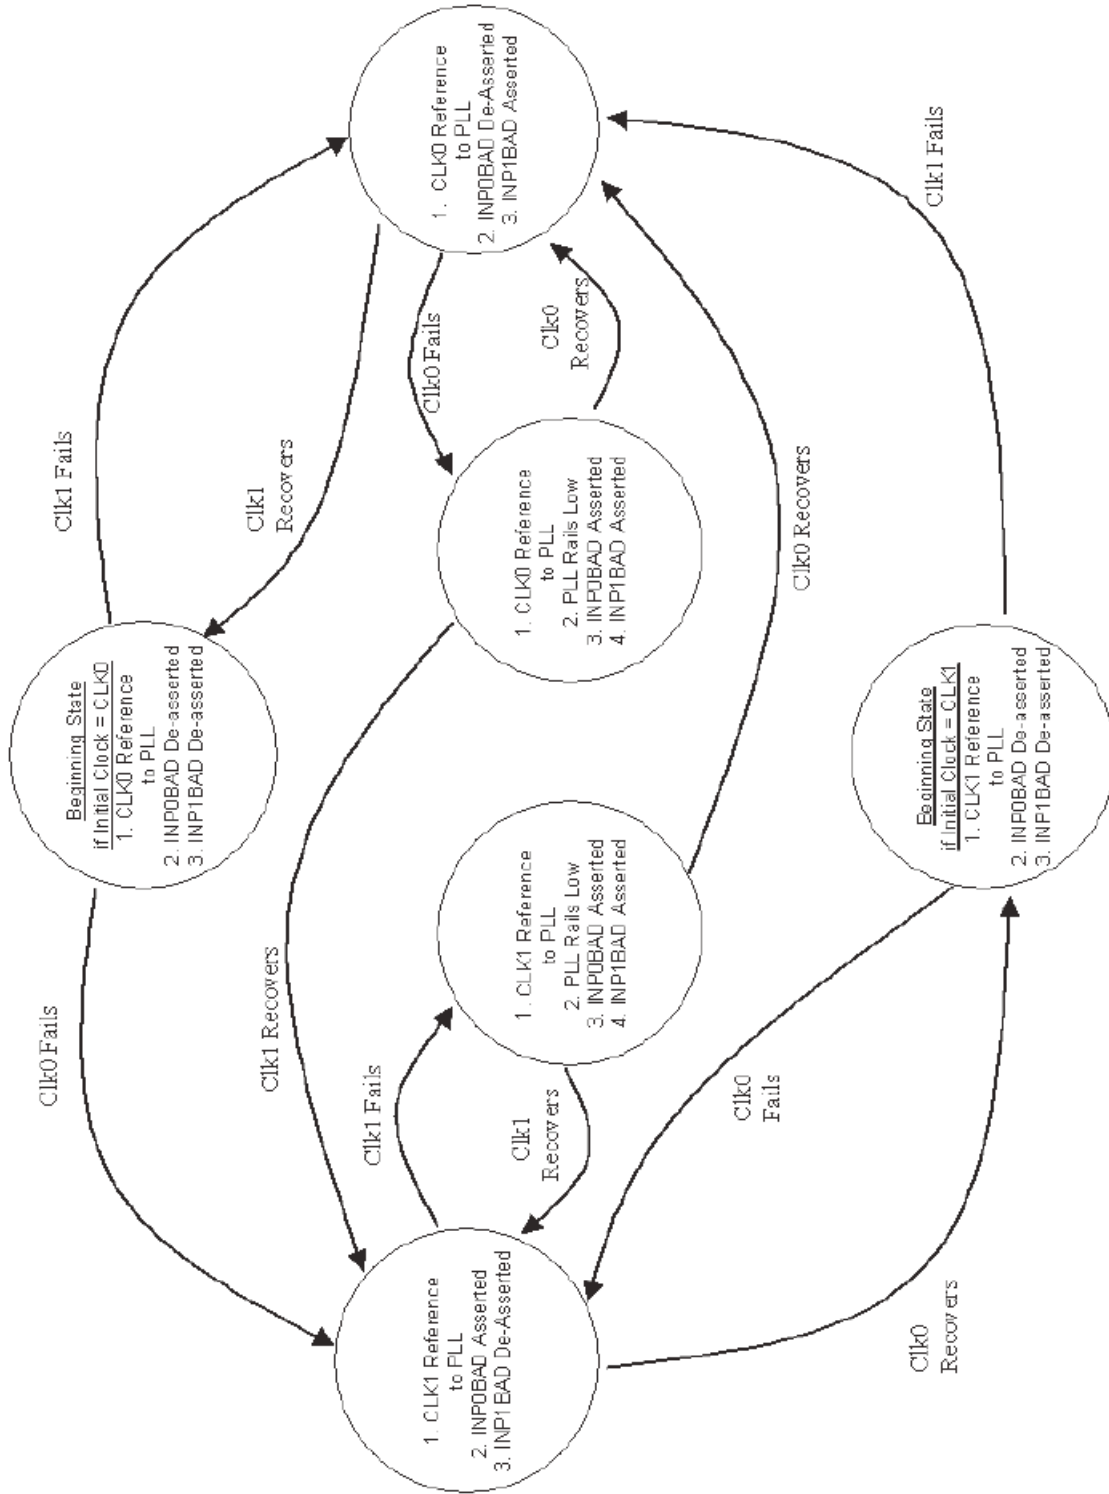 Clk0 Fails
Clk1 Fails
Beginning State
if Initial Clock = CLK0
1. CLK0 Reference
to PLL
2. INP0BAD De-asserted
3. INP1BAD De-asserted
Clk1
Recovers
Clk1 Recovers
Clk1 Fails
Clk0 Fails
1. CLK1 Reference
to PLL
2. INP0BAD Asserted
3. INP1BAD De-Asserted
1. CLK1 Reference
to PLL
2. PLL Rails Low
3. INP0BAD Asserted
4. INP1BAD Asserted
1. CLK0 Reference
to PLL
2. PLL Rails Low
3. INP0BAD Asserted
4. INP1BAD Asserted
1. CLK0 Reference
to PLL
2. INP0BAD De-Asserted
3. INP1BAD Asserted
Clk1
Recovers
Clk0
Recovers
Clk0
Fails
Clk0 Recovers
Clk0
Recovers
Beginning State
if Initial Clock = CLK1
1. CLK1 Reference
to PLL
2. INP0BAD De-asserted
3. INP1BAD De-asserted
Clk1 Fails